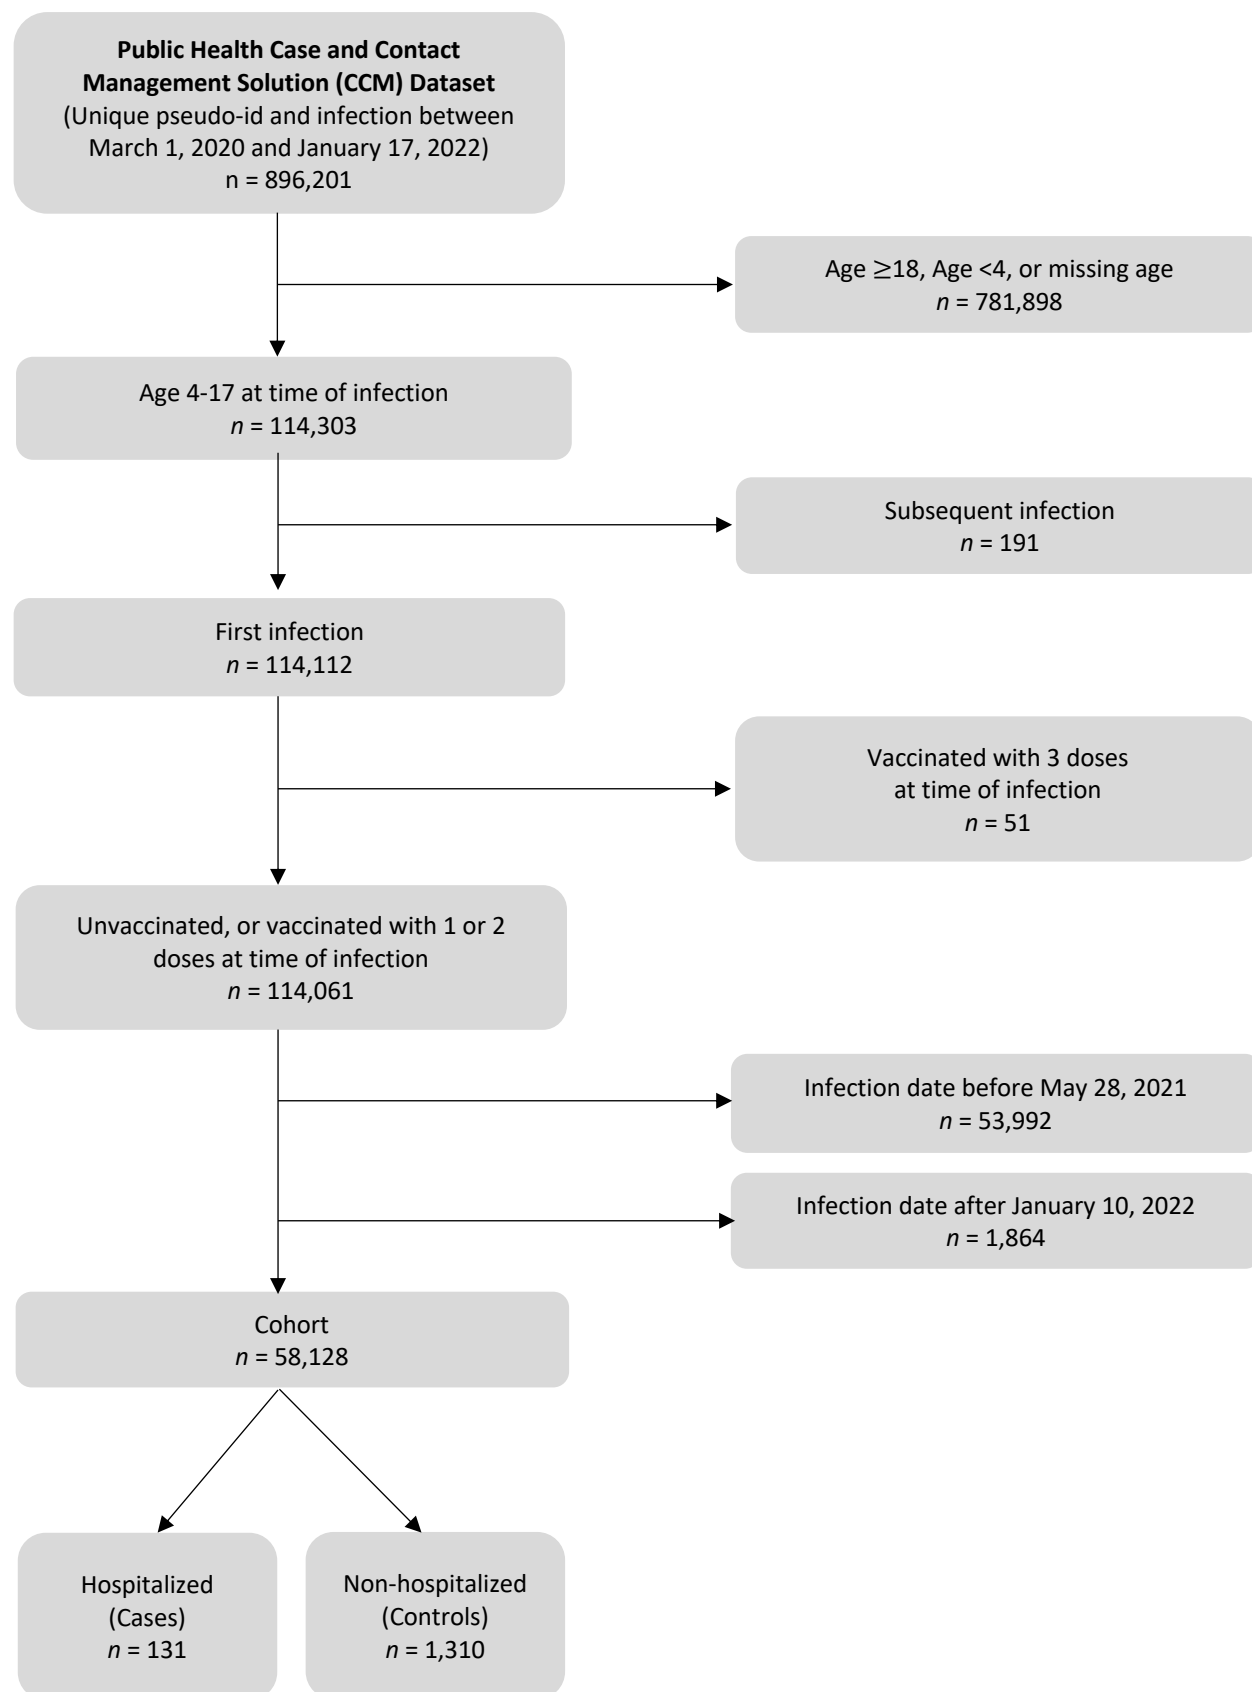 Public Health Case and Contact
Management Solution (CCM) Dataset
(Unique pseudo-id and infection between
March 1, 2020 and January 17, 2022)
n = 896,201
Age ≥18, Age <4, or missing age
n = 781,898
Age 4-17 at time of infection
n = 114,303
Subsequent infection
n = 191
First infection
n = 114,112
Vaccinated with 3 doses
at time of infection
n = 51
Unvaccinated, or vaccinated with 1 or 2
doses at time of infection
n = 114,061
Infection date before May 28, 2021
n = 53,992
Infection date after January 10, 2022
n = 1,864
Cohort
n = 58,128
Hospitalized
(Cases)
n = 131
Non-hospitalized
(Controls)
n = 1,310